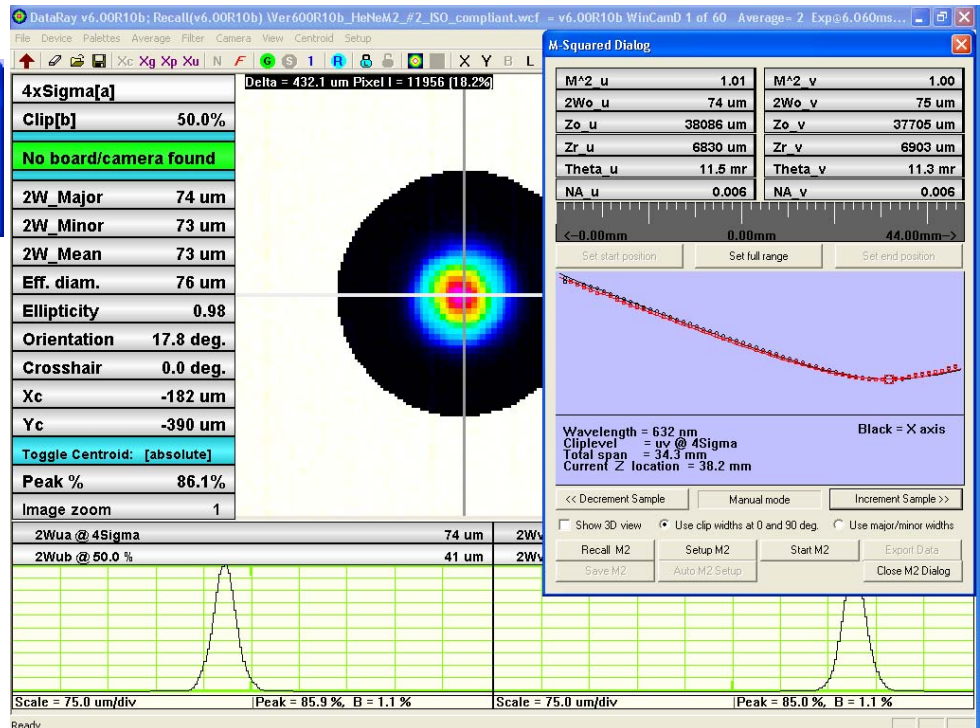 DataRay v6.00R10b; Recall(v6.00R10b) \Ver600R10b_HeNeM2_#2_ISO_compliant.wcf = v6.00R10b WinCamD 1 of 60 Average= 2 Exp@6.060ms...
File Device Palettes Average Filter Camera View Centroid Setup
Xc Xg Xp Xu N F G S 1 R X Y B L
4xSigma[a]
Clip[b] 50.0%
No board/camera found
2W_Major 74 um
2W_Minor 73 um
2W_Mean 73 um
Eff. diam. 76 um
Ellipticity 0.98
Orientation 17.8 deg.
Crosshair 0.0 deg.
Xc -182 um
Yc -390 um
Toggle Centroid: [absolute]
Peak % 86.1%
Image zoom 1
Delta = 432.1 um Pixel I = 11956 (18.2%)
M-Squared Dialog
M^2_u 1.01 M^2_v 1.00
2Wo_u 74 um 2Wo_v 75 um
Zo_u 38086 um Zo_v 37705 um
Zr_u 6830 um Zr_v 6903 um
Theta_u 11.5 mr Theta_v 11.3 mr
NA_u 0.006 NA_v 0.006
<-0.00mm 0.00mm 44.00mm->
Set start position Set full range Set end position
Wavelength = 632 nm Black = X axis
Cliplevel = uv @ 4Sigma
Total span = 34.3 mm
Current Z location = 38.2 mm
<< Decrement Sample Manual mode Increment Sample >>
Show 3D view Use clip widths at 0 and 90 deg. Use major/minor widths
Recall M2 Setup M2 Start M2 Export Data
Save M2 Auto M2 Setup Close M2 Dialog
2Wua @ 4Sigma 74 um
2Wub @ 50.0 % 41 um
Scale = 75.0 um/div Peak = 85.9 %, B = 1.1 % Scale = 75.0 um/div Peak = 85.0 %, B = 1.1 %
Ready